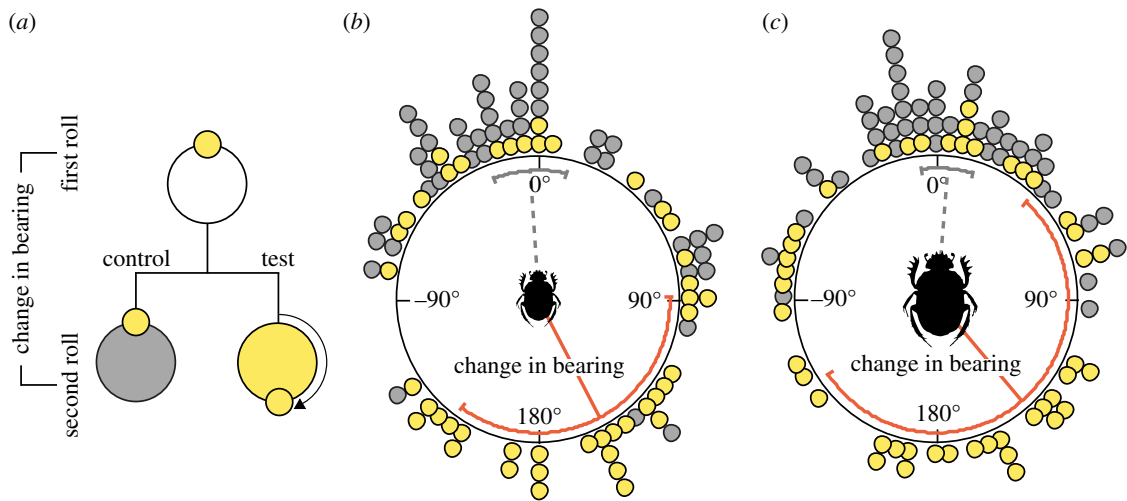 (a)
(b)
(c)
change in bearing
first roll
second roll
control
test
0°
–90°
90°
change in bearing
180°
0°
–90°
90°
change in bearing
180°